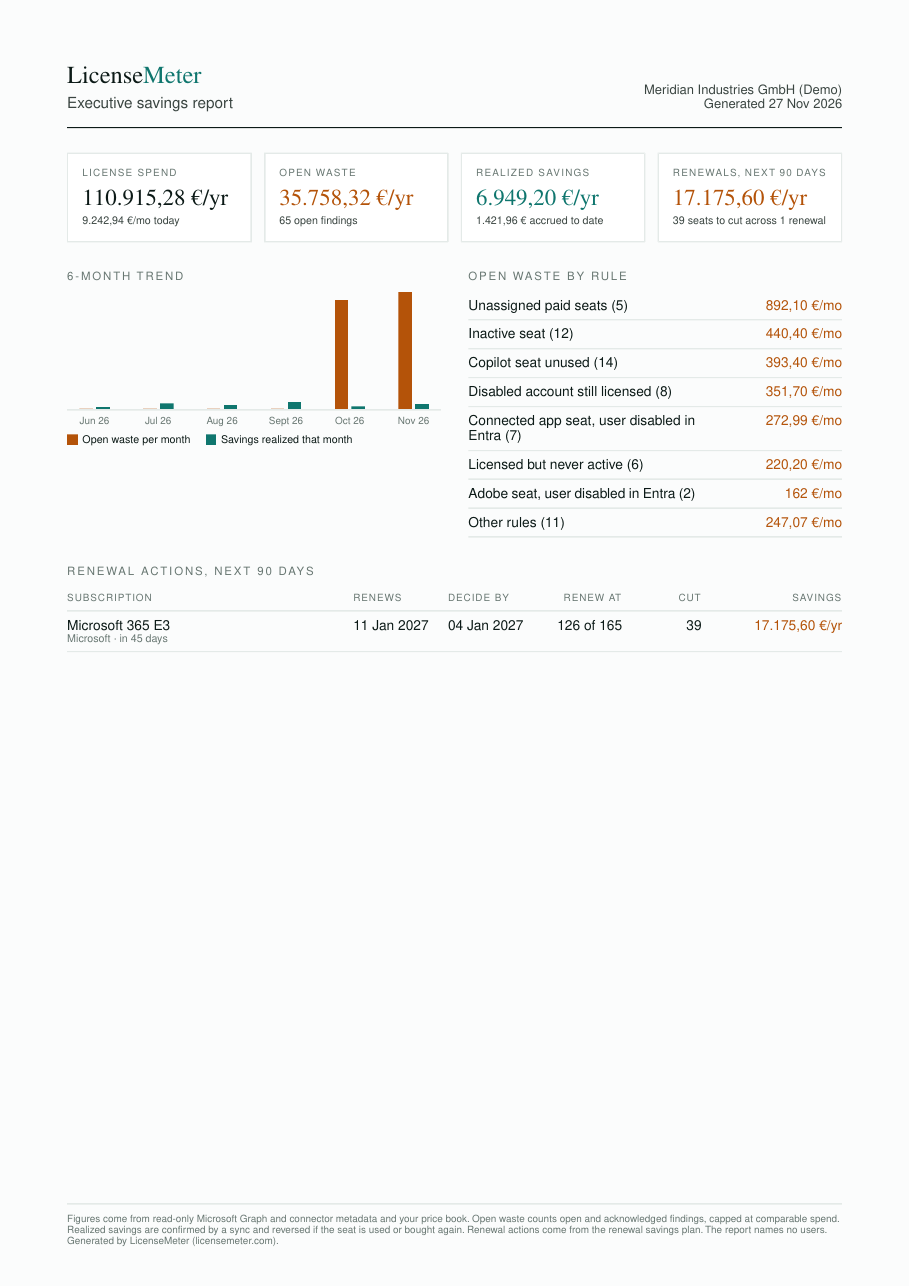 LicenseMeter
Executive savings report
Meridian Industries GmbH (Demo)
Generated 27 Nov 2026
LICENSE SPEND
110.915,28 €/yr
9.242,94 €/mo today
OPEN WASTE
35.758,32 €/yr
65 open findings
REALIZED SAVINGS
6.949,20 €/yr
1.421,96 € accrued to date
RENEWALS, NEXT 90 DAYS
17.175,60 €/yr
39 seats to cut across 1 renewal
6-MONTH TREND
Jun 26 Jul 26 Aug 26 Sept 26 Oct 26 Nov 26
Open waste per month Savings realized that month
OPEN WASTE BY RULE
Unassigned paid seats (5) 892,10 €/mo
Inactive seat (12) 440,40 €/mo
Copilot seat unused (14) 393,40 €/mo
Disabled account still licensed (8) 351,70 €/mo
Connected app seat, user disabled in 272,99 €/mo
Entra (7)
Licensed but never active (6) 220,20 €/mo
Adobe seat, user disabled in Entra (2) 162 €/mo
Other rules (11) 247,07 €/mo
RENEWAL ACTIONS, NEXT 90 DAYS
SUBSCRIPTION RENEWS DECIDE BY RENEW AT CUT SAVINGS
Microsoft 365 E3 11 Jan 2027 04 Jan 2027 126 of 165 39 17.175,60 €/yr
Microsoft · in 45 days
Figures come from read-only Microsoft Graph and connector metadata and your price book. Open waste counts open and acknowledged findings, capped at comparable spend.
Realized savings are confirmed by a sync and reversed if the seat is used or bought again. Renewal actions come from the renewal savings plan. The report names no users.
Generated by LicenseMeter (licensemeter.com).